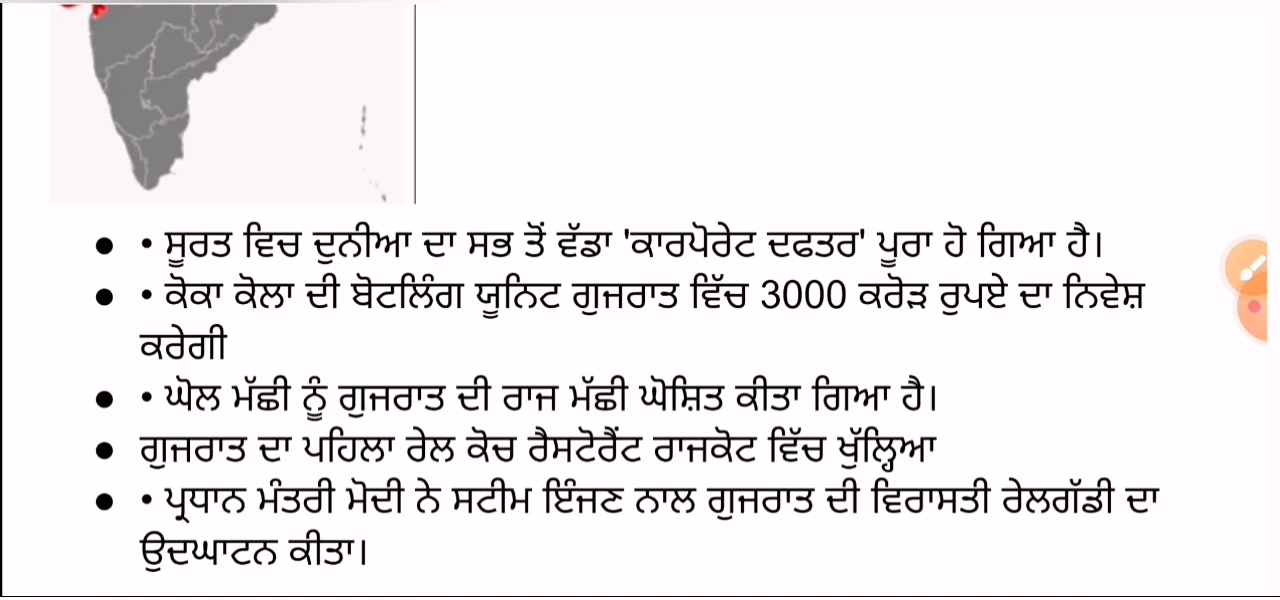 ● • ਸੂਰਤ ਵਿਚ ਦੁਨੀਆ ਦਾ ਸਭ ਤੋਂ ਵੱਡਾ 'ਕਾਰਪੋਰੇਟ ਦਫਤਰ' ਪੂਰਾ ਹੋ ਗਿਆ ਹੈ।
● • ਕੋਕਾ ਕੋਲਾ ਦੀ ਬੋਟਲਿੰਗ ਯੂਨਿਟ ਗੁਜਰਾਤ ਵਿੱਚ 3000 ਕਰੋੜ ਰੁਪਏ ਦਾ ਨਿਵੇਸ਼
ਕਰੇਗੀ
● • ਘੋਲ ਮੱਛੀ ਨੂੰ ਗੁਜਰਾਤ ਦੀ ਰਾਜ ਮੱਛੀ ਘੋਸ਼ਿਤ ਕੀਤਾ ਗਿਆ ਹੈ।
● ਗੁਜਰਾਤ ਦਾ ਪਹਿਲਾ ਰੇਲ ਕੋਚ ਰੈਸਟੋਰੈਂਟ ਰਾਜਕੋਟ ਵਿੱਚ ਖੁੱਲ੍ਹਿਆ
● • ਪ੍ਰਧਾਨ ਮੰਤਰੀ ਮੋਦੀ ਨੇ ਸਟੀਮ ਇੰਜਣ ਨਾਲ ਗੁਜਰਾਤ ਦੀ ਵਿਰਾਸਤੀ ਰੇਲਗੱਡੀ ਦਾ
ਉਦਘਾਟਨ ਕੀਤਾ।